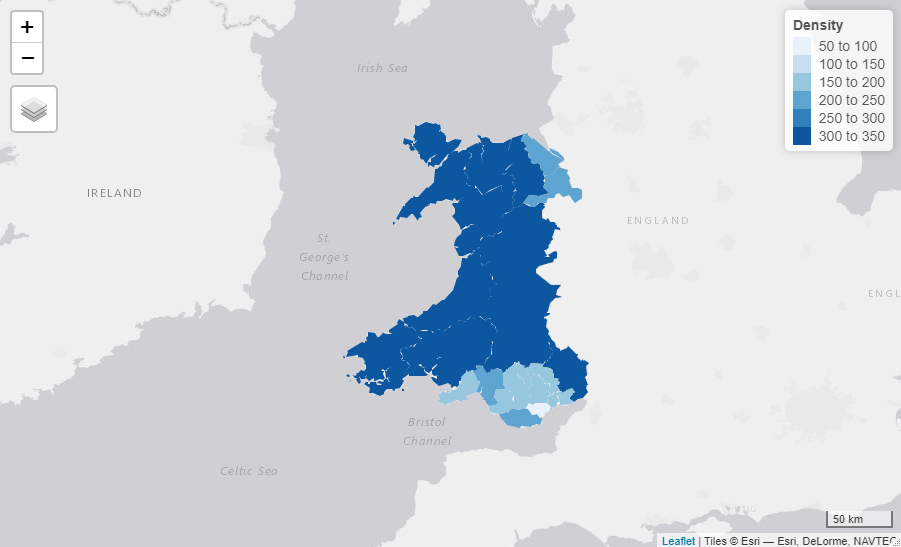 +
−
Irish Sea
Density
50 to 100
100 to 150
150 to 200
200 to 250
250 to 300
300 to 350
IRELAND
ENGLAND
St
George's
Channel
ENGL
Bristol
Channel
Celtic Sea
50 km
Leaflet | Tiles © Esri — Esri, DeLorme, NAVTEQ